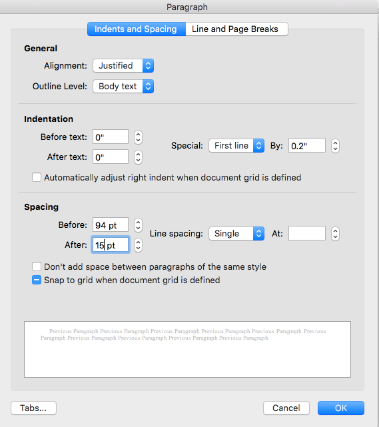 Paragraph
Indents and Spacing Line and Page Breaks
General
Alignment: Justified
Outline Level: Body text
Indentation
Before text: 0" Special: First line By: 0.2"
After text: 0"
Automatically adjust right indent when document grid is defined
Spacing
Before: 94 pt Line spacing: Single At:
After: 15 pt
Don't add space between paragraphs of the same style
Snap to grid when document grid is defined
Previous Paragraph Previous Paragraph Previous Paragraph Previous Paragraph Previous Paragraph Previous
Paragraph Previous Paragraph Previous Paragraph Previous Paragraph Previous Paragraph
Tabs... Cancel OK